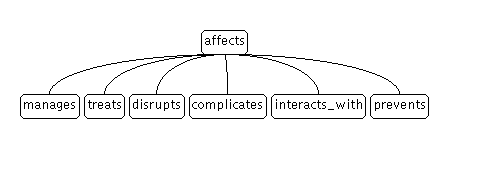 affects
manages treats disrupts complicates interacts_with prevents